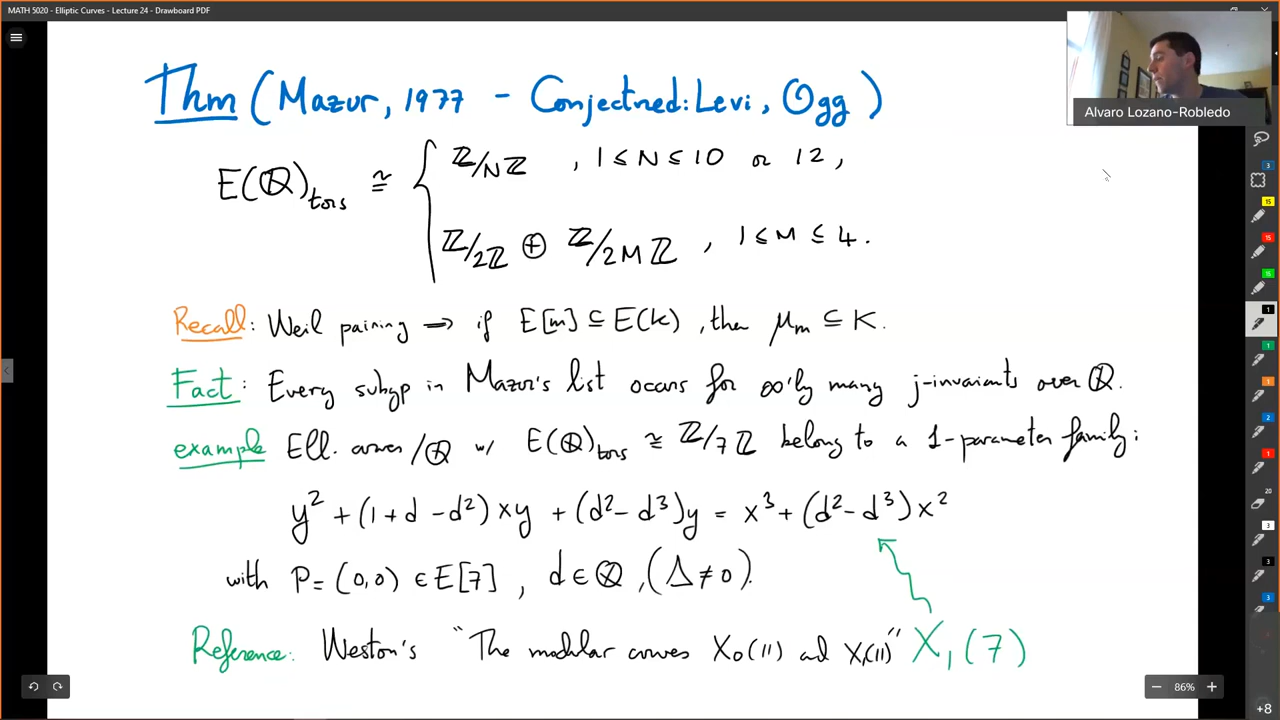 MATH 5020 - Elliptic Curves - Lecture 24 - Drawboard PDF
Thm (Mazur, 1977 - Conjectured: Levi, Ogg)
Alvaro Lozano-Robledo
E(ℚ)tors ≅ { ℤ/Nℤ , 1 ≤ N ≤ 10 or 12,
ℤ/2ℤ ⊕ ℤ/2Mℤ , 1 ≤ M ≤ 4.
Recall: Weil pairing → if E[m] ⊆ E(K), then μm ⊆ K.
Fact: Every subgp in Mazur's list occurs for ∞'ly many j-invariants over ℚ.
example Ell. curves/ℚ w/ E(ℚ)tors ≅ ℤ/7ℤ belong to a 1-parameter family:
y² + (1+d-d²)xy + (d²-d³)y = x³ + (d²-d³)x²
with P = (0,0) ∈ E[7] , d ∈ ℚ, (Δ≠0).
Reference: Weston's "The modular curves X₀(11) ad X₁(11)" X₁(7)
86%
+8